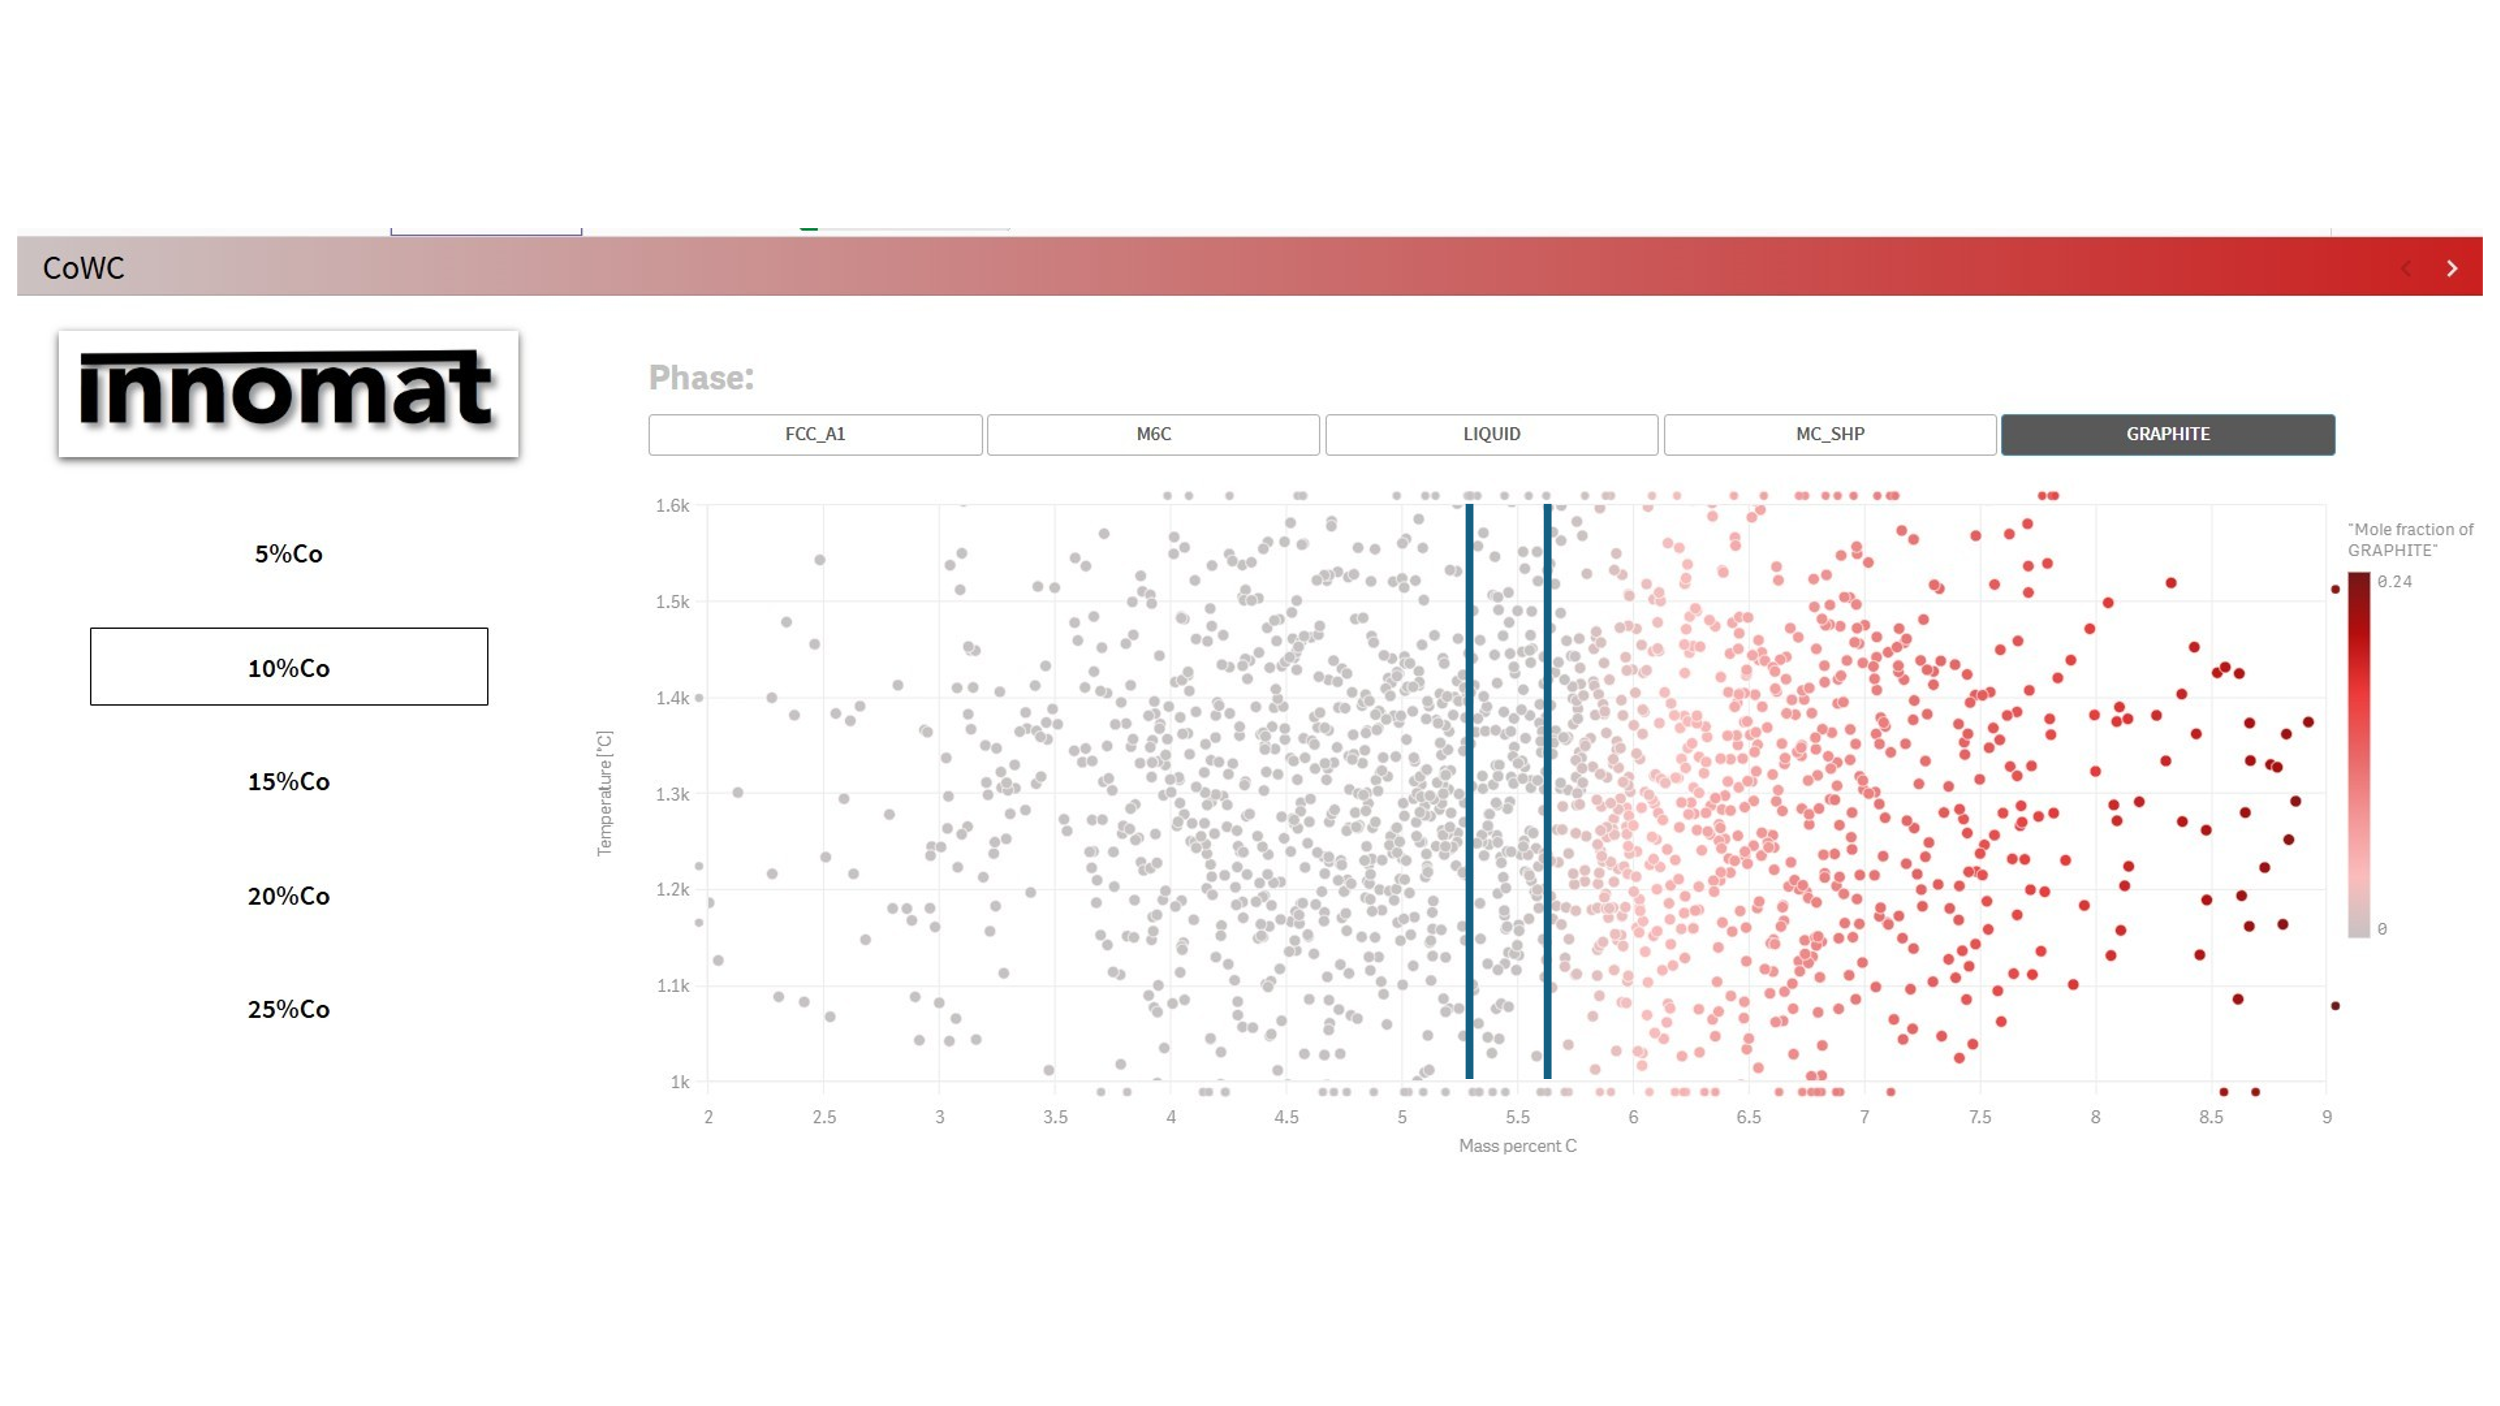 CoWC
innomat
Phase:
FCC_A1
M6C
LIQUID
MC_SHP
GRAPHITE
5%Co
10%Co
15%Co
20%Co
25%Co
Temperature [°C]
1.6k
1.5k
1.4k
1.3k
1.2k
1.1k
1k
2
2.5
3
3.5
4
4.5
5
5.5
6
6.5
7
7.5
8
8.5
9
Mass percent C
"Mole fraction of
GRAPHITE"
0.24
0